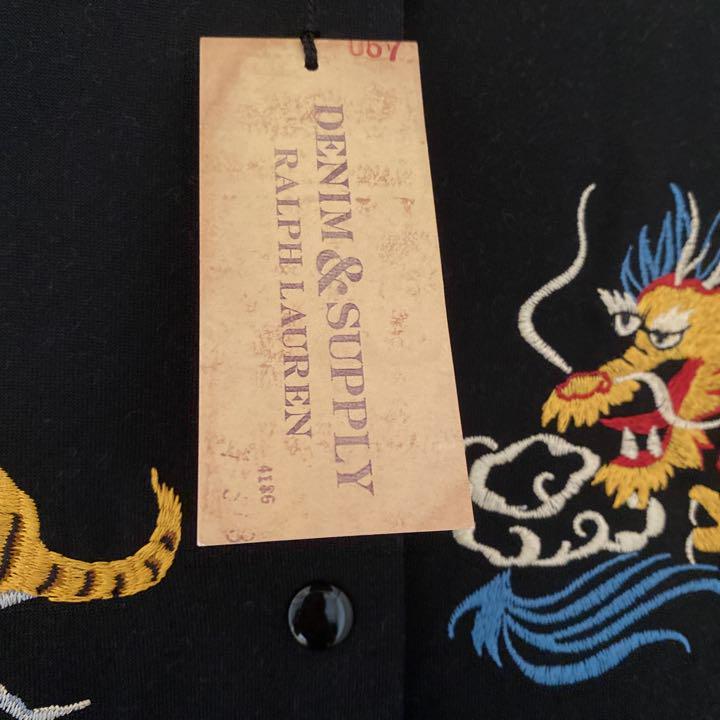 067
DENIM & SUPPLY
RALPH LAUREN
4186